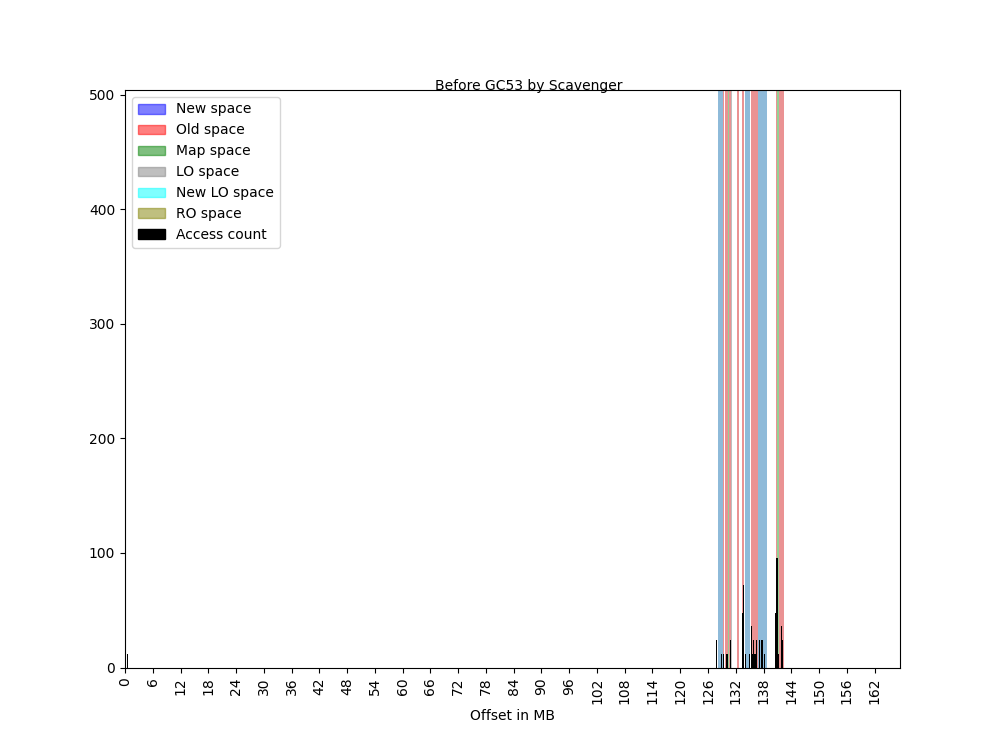 Before GC53 by Scavenger
New space
Old space
Map space
LO space
New LO space
RO space
Access count
500
400
300
200
100
0
0 6 12 18 24 30 36 42 48 54 60 66 72 78 84 90 96 102 108 114 120 126 132 138 144 150 156 162
Offset in MB